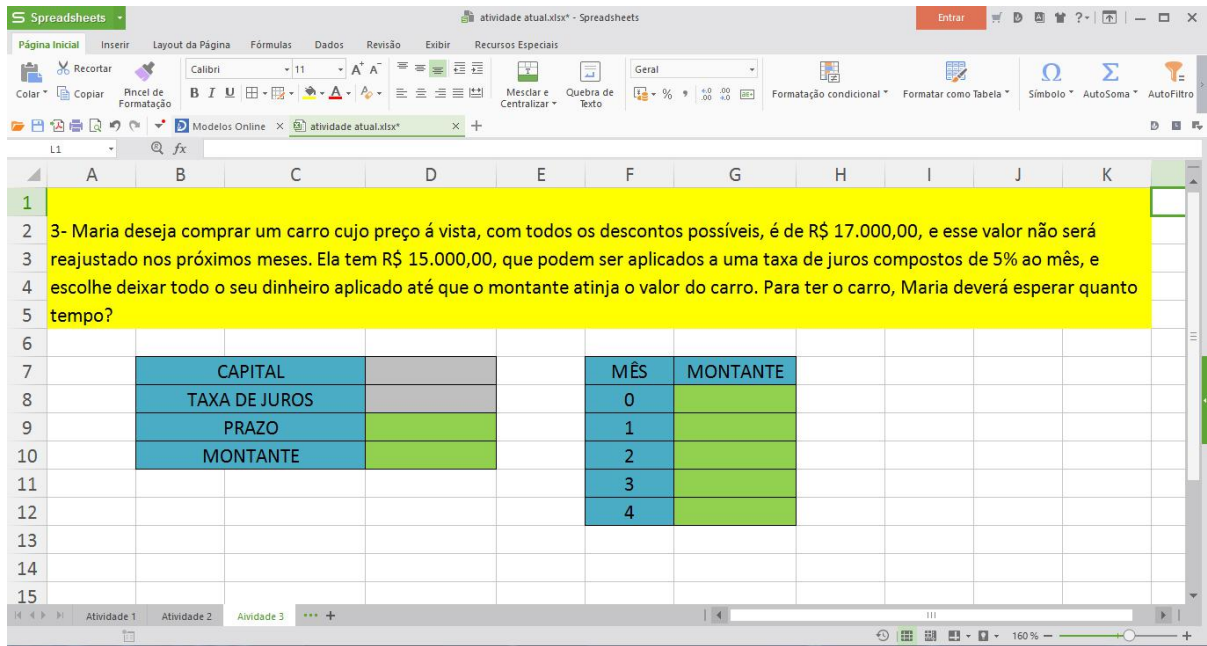 Spreadsheets
atividade atual.xlsx* - Spreadsheets
Entrar
Página Inicial Inserir Layout da Página Fórmulas Dados Revisão Exibir Recursos Especiais
Recortar
Calibri 11
Geral
Colar Copiar Pincel de Formatação
Mesclar e Centralizar
Quebra de Texto
Formatação condicional Formatar como Tabela
Símbolo AutoSoma AutoFiltro
Modelos Online atividade atual.xlsx*
L1 fx
A B C D E F G H I J K
1
2 3- Maria deseja comprar um carro cujo preço á vista, com todos os descontos possíveis, é de R$ 17.000,00, e esse valor não será
3 reajustado nos próximos meses. Ela tem R$ 15.000,00, que podem ser aplicados a uma taxa de juros compostos de 5% ao mês, e
4 escolhe deixar todo o seu dinheiro aplicado até que o montante atinja o valor do carro. Para ter o carro, Maria deverá esperar quanto
5 tempo?
6
7 CAPITAL MÊS MONTANTE
8 TAXA DE JUROS 0
9 PRAZO 1
10 MONTANTE 2
11 3
12 4
13
14
15
Atividade 1 Atividade 2 Aividade 3
160 %